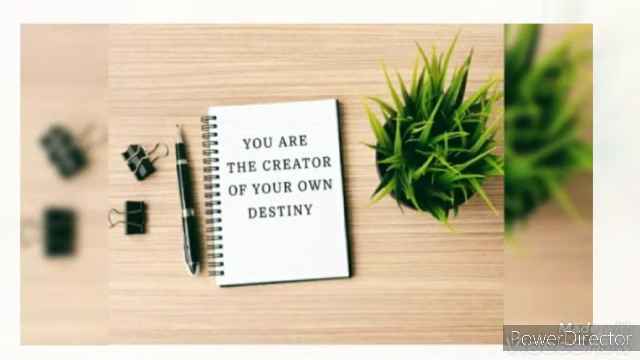 YOU ARE
THE CREATOR
OF YOUR OWN
DESTINY
PowerDirector